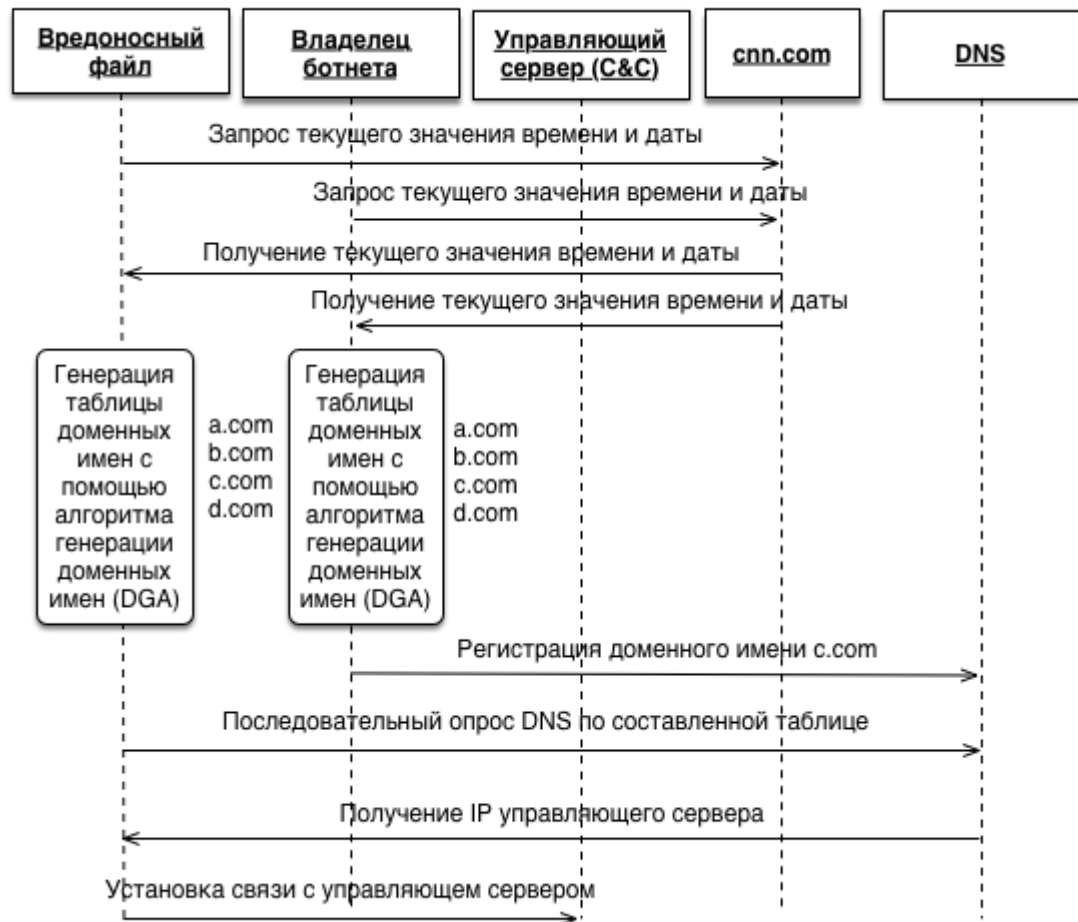 Вредоносный
файл
Владелец
ботнета
Управляющий
сервер (C&C)
cnn.com
DNS
Запрос текущего значения времени и даты
Запрос текущего значения времени и даты
Получение текущего значения времени и даты
Получение текущего значения времени и даты
Генерация
таблицы
доменных
имен с
помощью
алгоритма
генерации
доменных
имен (DGA)
a.com
b.com
c.com
d.com
Генерация
таблицы
доменных
имен с
помощью
алгоритма
генерации
доменных
имен (DGA)
a.com
b.com
c.com
d.com
Регистрация доменного имени c.com
Последовательный опрос DNS по составленной таблице
Получение IP управляющего сервера
Установка связи с управляющем сервером